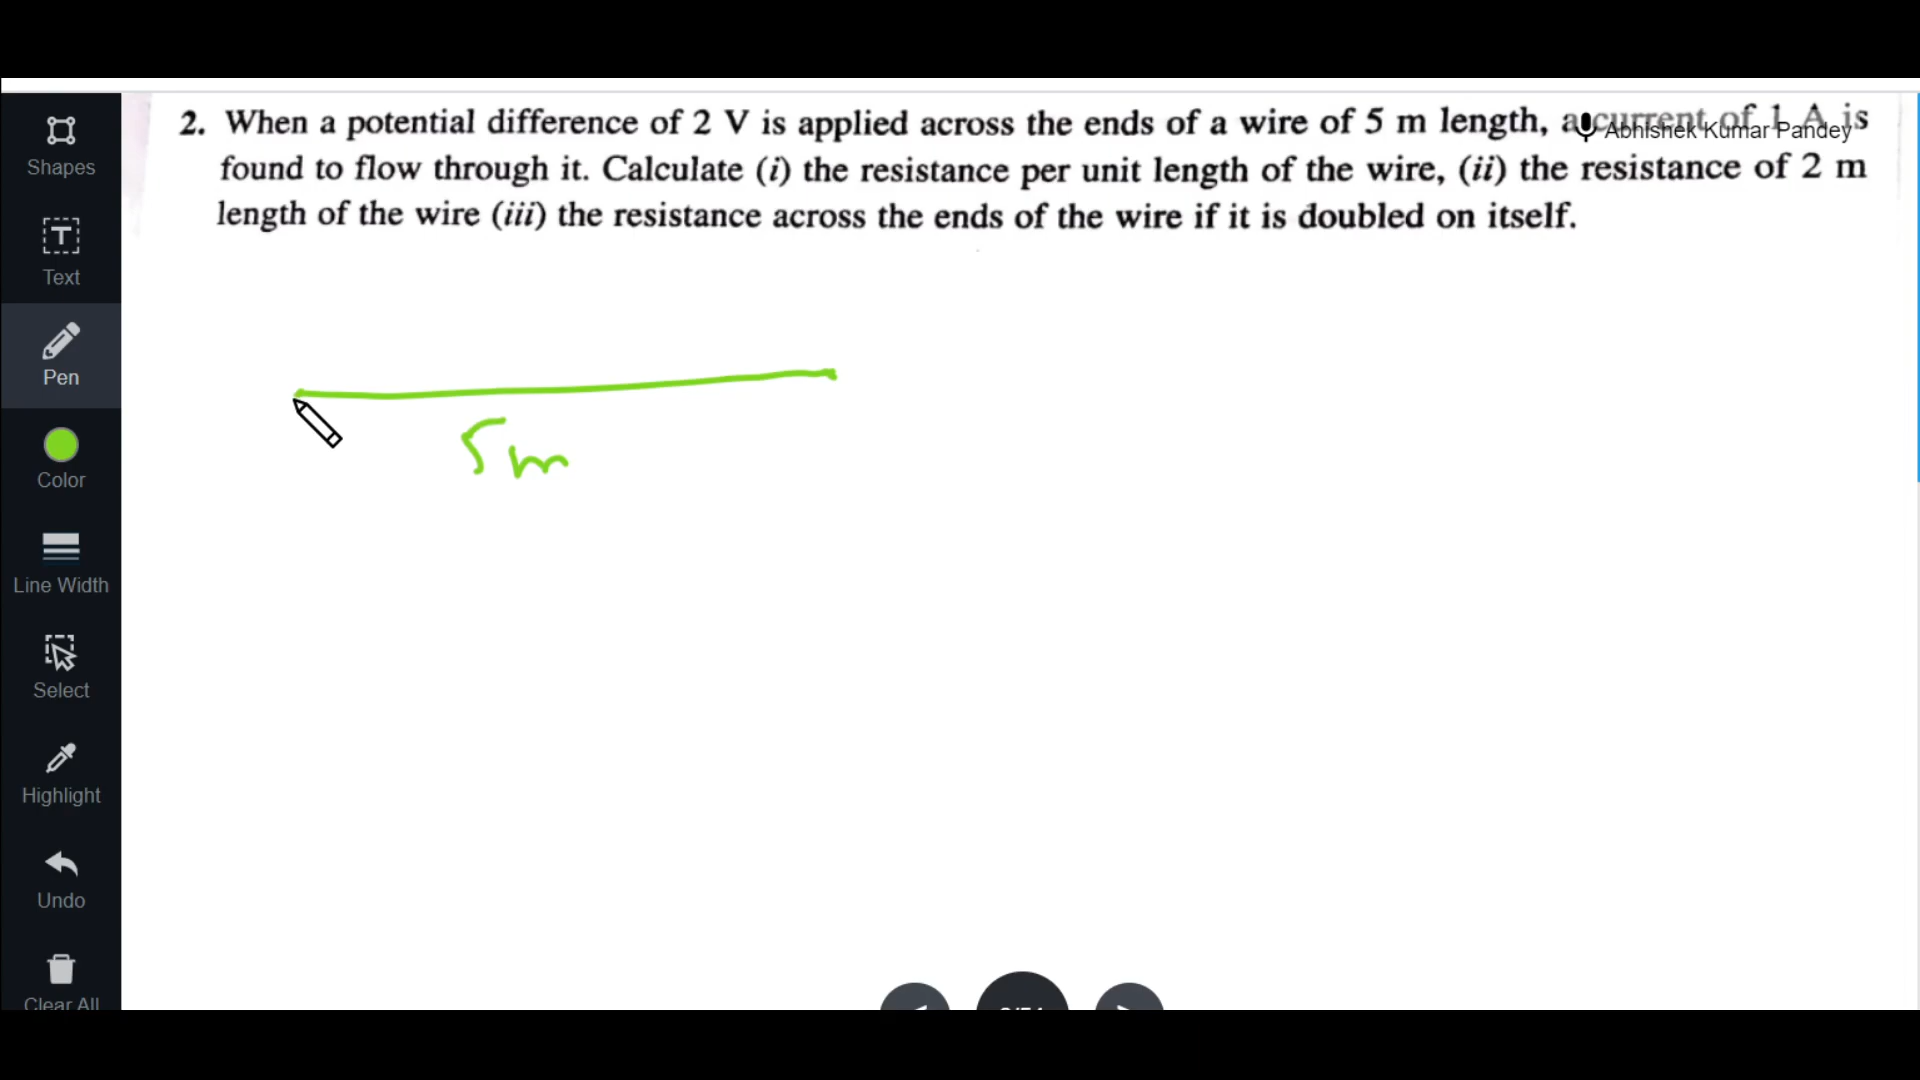 2. When a potential difference of 2 V is applied across the ends of a wire of 5 m length, a current of 1 A is
Abhishek Kumar Pandey
found to flow through it. Calculate (i) the resistance per unit length of the wire, (ii) the resistance of 2 m
length of the wire (iii) the resistance across the ends of the wire if it is doubled on itself.
5 m
Shapes
Text
Pen
Color
Line Width
Select
Highlight
Undo
Clear All